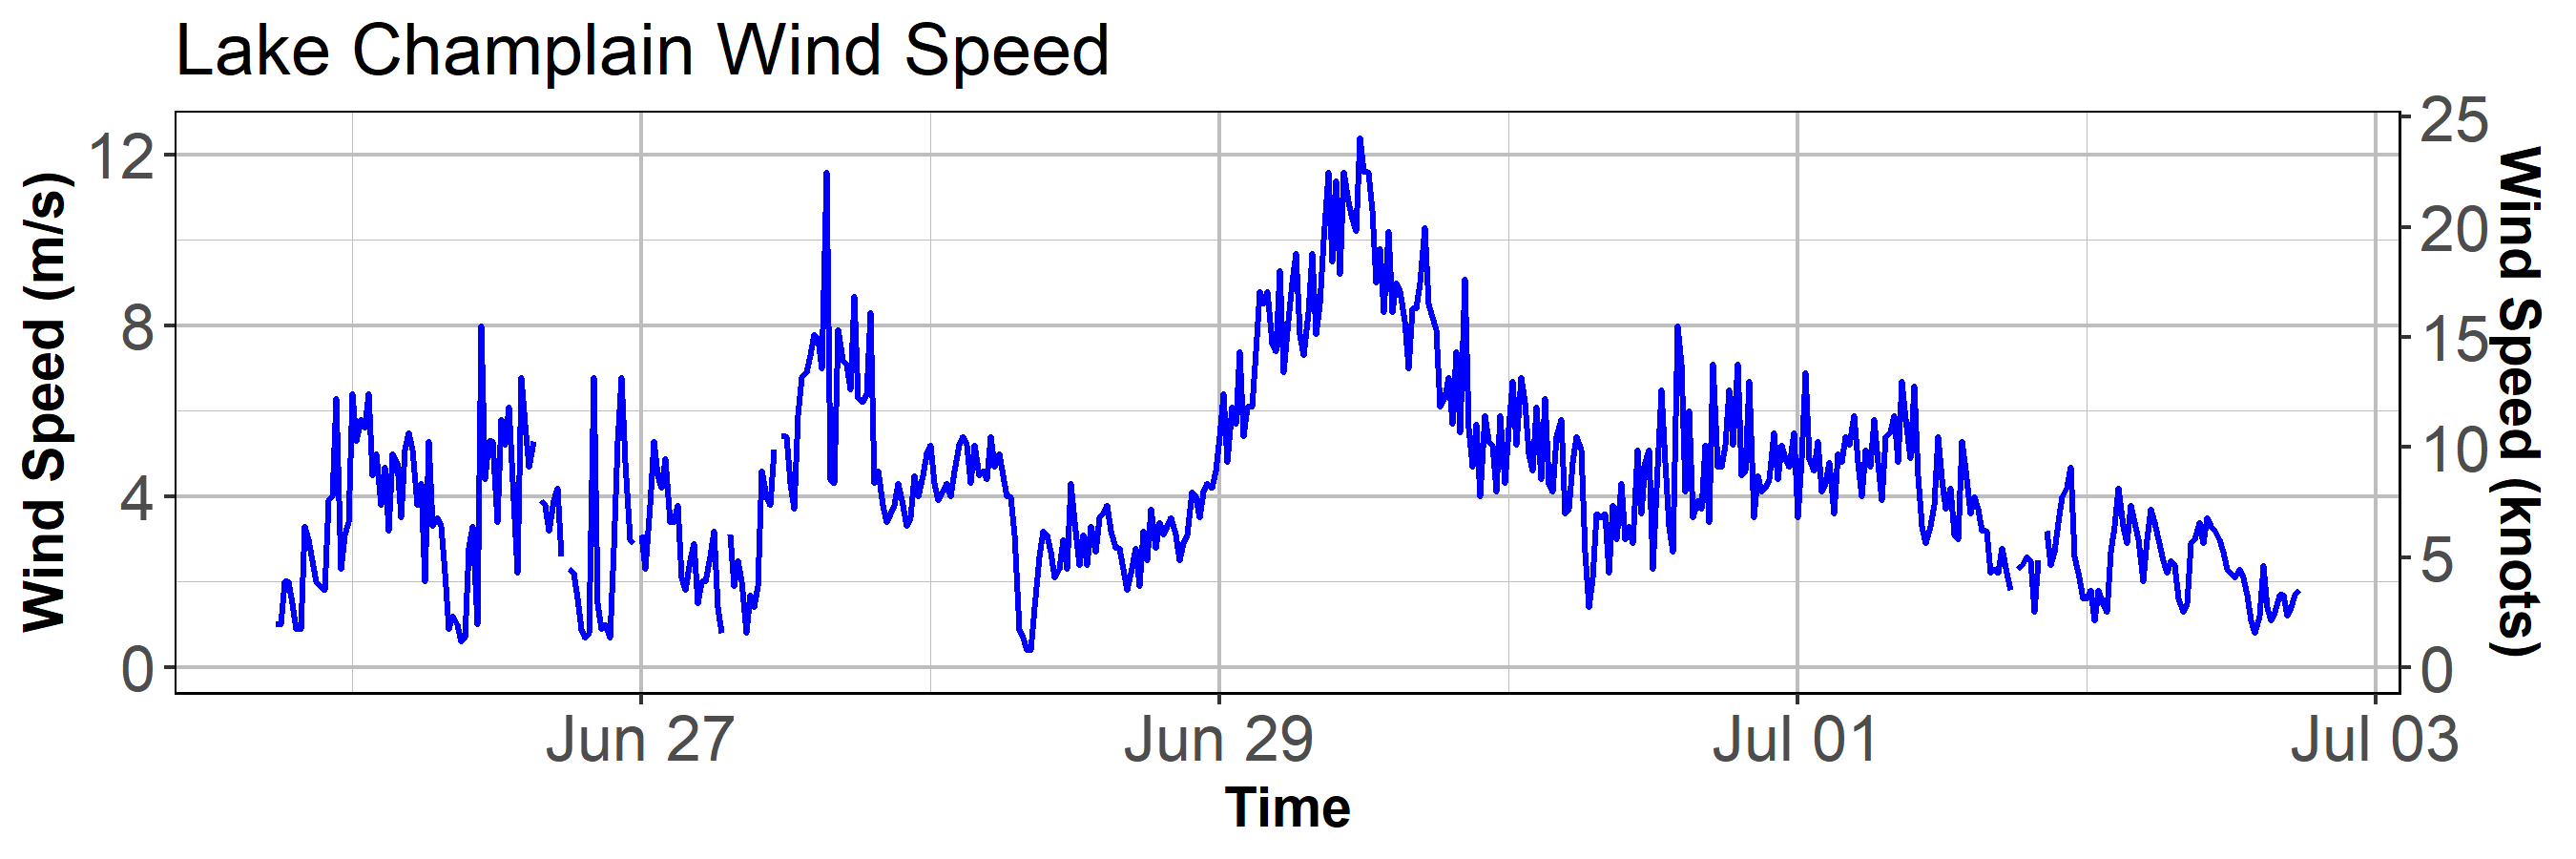 Lake Champlain Wind Speed
Wind Speed (m/s)
12
8
4
0
25
20
15
10
5
0
Wind Speed (knots)
Jun 27
Jun 29
Jul 01
Jul 03
Time